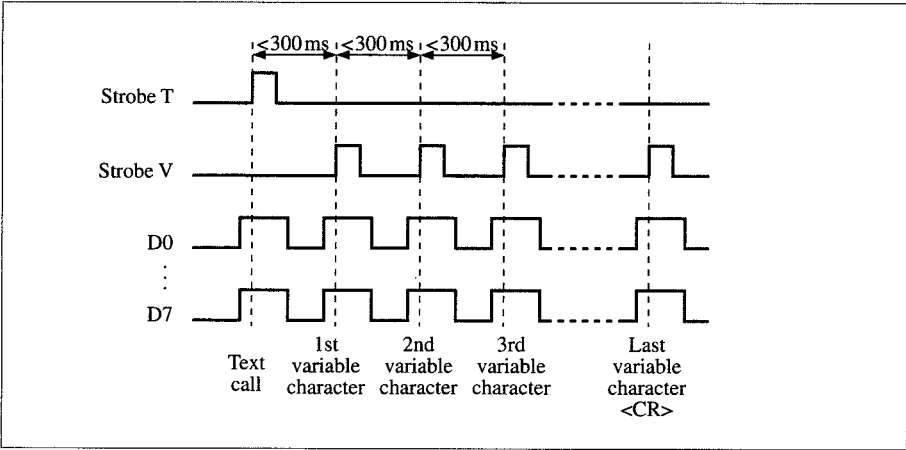 <300 ms <300 ms <300 ms
Strobe T
Strobe V
D0
D7
Text call
1st variable character
2nd variable character
3rd variable character
Last variable character <CR>